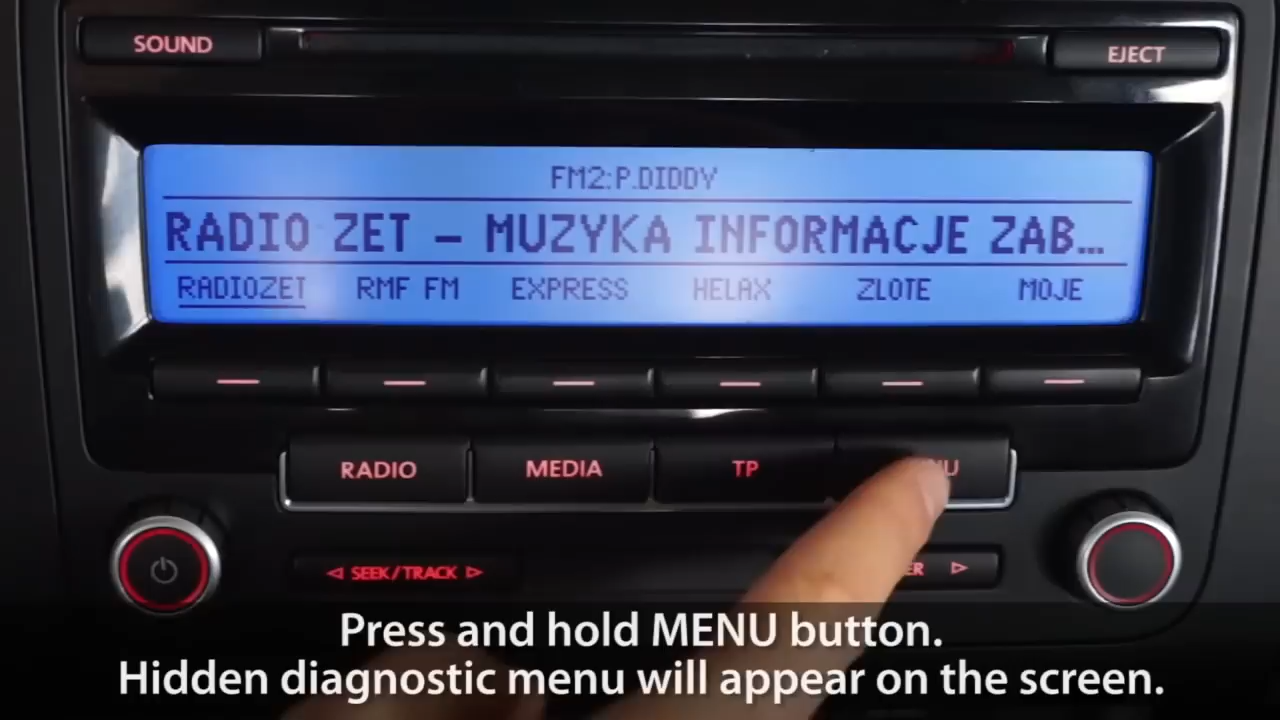 SOUND
EJECT
FM2:P.DIDDY
RADIO ZET – MUZYKA INFORMACJE ZAB...
RADIOZET RMF FM EXPRESS HELAX ZLOTE MOJE
RADIO MEDIA TP
SEEK/TRACK
Press and hold MENU button.
Hidden diagnostic menu will appear on the screen.